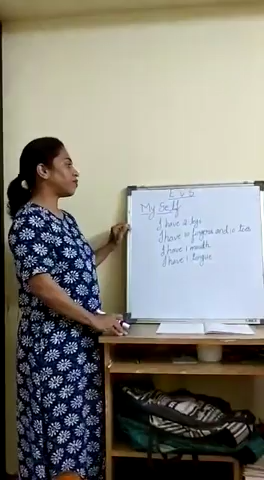 E.V.S
My Self
I have 2 legs
I have 10 fingers and 10 toes
I have 1 mouth
I have 1 tongue